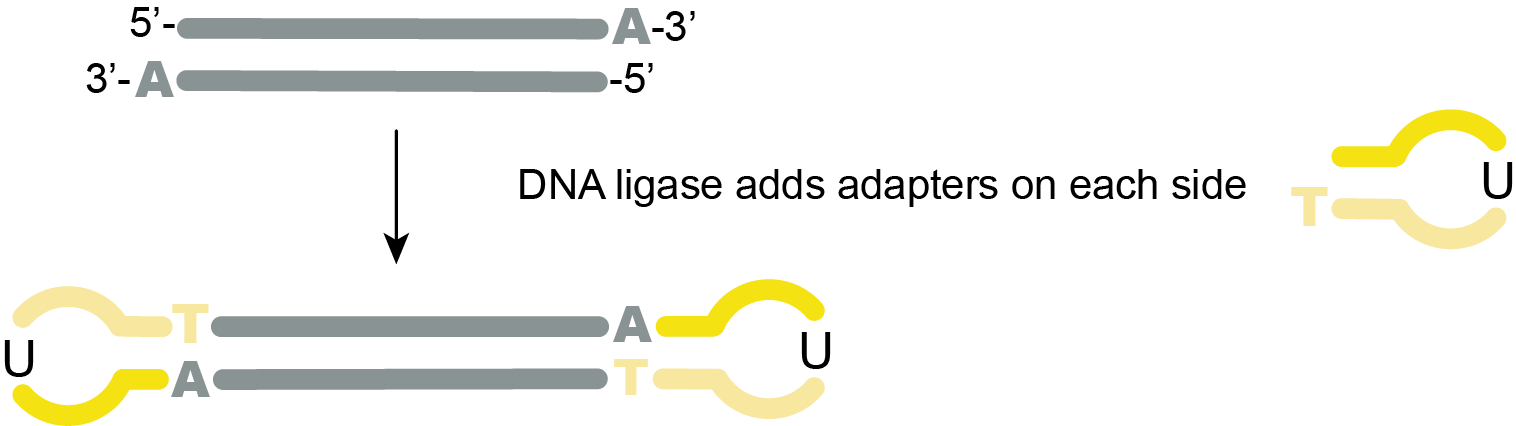 5’-A-3’
3’-A-5’
DNA ligase adds adapters on each side
U
T
T A
U U
A T